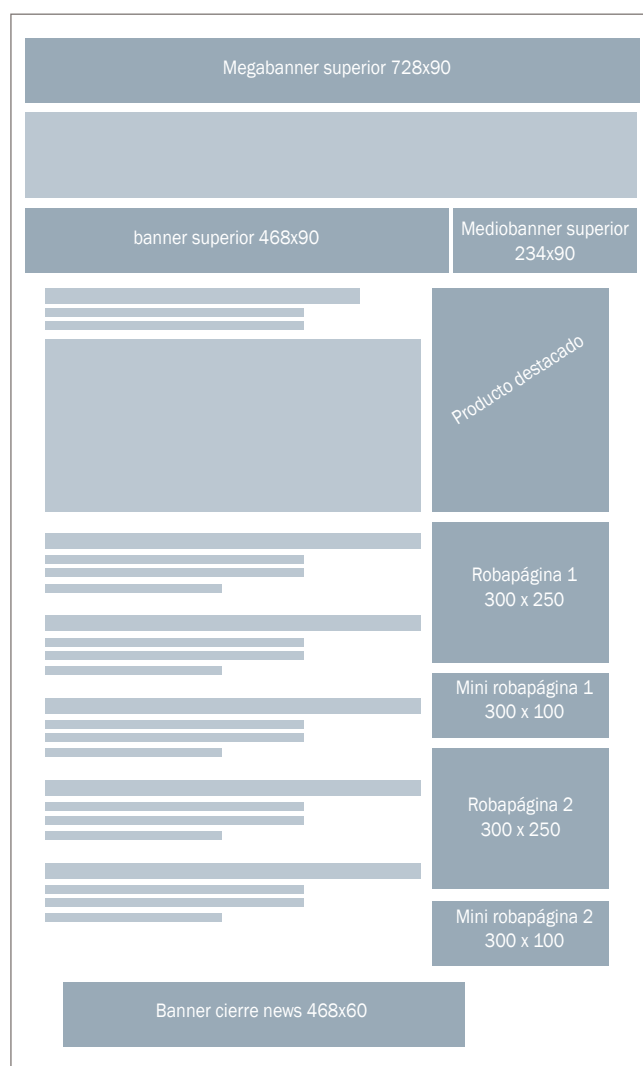 Megabanner superior 728x90
banner superior 468x90
Mediobanner superior
234x90
Producto destacado
Robapágina 1
300 x 250
Mini robapágina 1
300 x 100
Robapágina 2
300 x 250
Mini robapágina 2
300 x 100
Banner cierre news 468x60